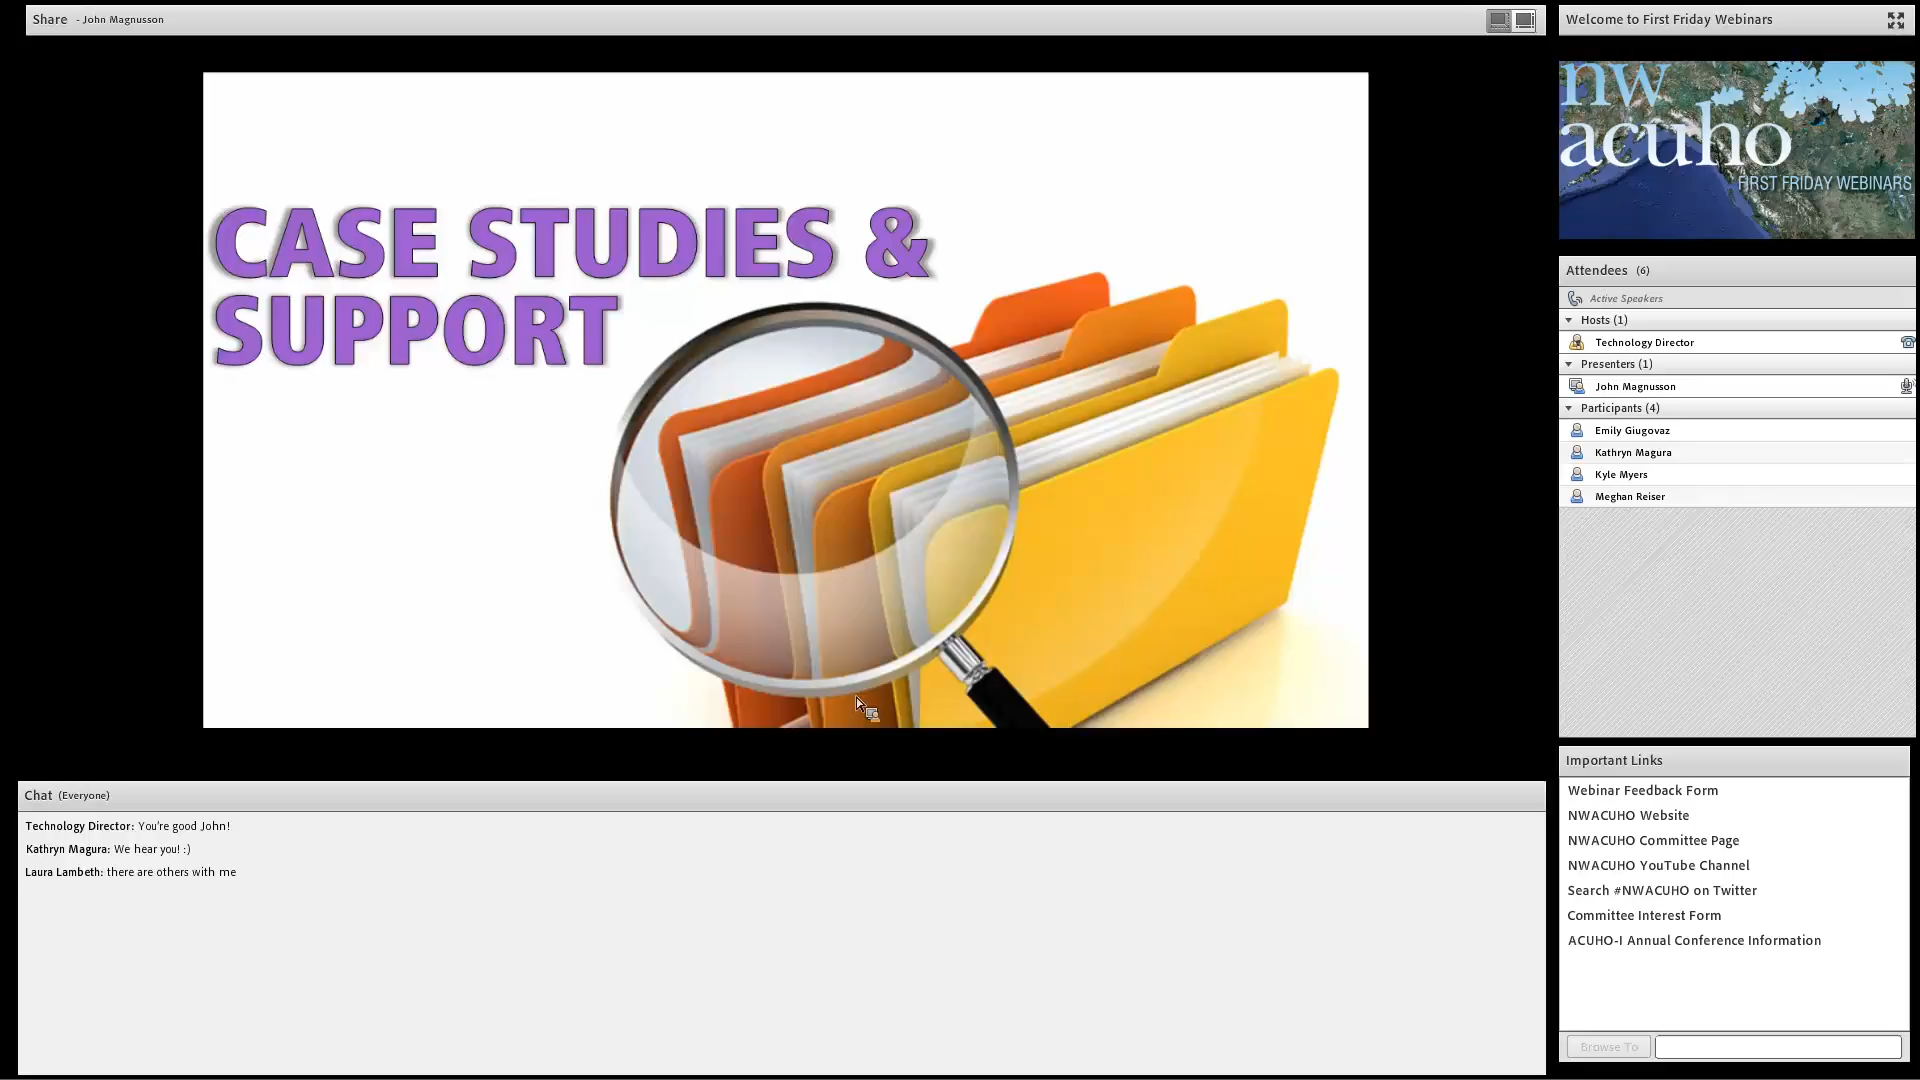 Share - John Magnusson
CASE STUDIES &
SUPPORT
Chat (Everyone)
Technology Director: You're good John!
Kathryn Magura: We hear you! :)
Laura Lambeth: there are others with me
Welcome to First Friday Webinars
nw
acuho
FIRST FRIDAY WEBINARS
Attendees (6)
Active Speakers
Hosts (1)
Technology Director
Presenters (1)
John Magnusson
Participants (4)
Emily Giugovaz
Kathryn Magura
Kyle Myers
Meghan Reiser
Important Links
Webinar Feedback Form
NWACUHO Website
NWACUHO Committee Page
NWACUHO YouTube Channel
Search #NWACUHO on Twitter
Committee Interest Form
ACUHO-I Annual Conference Information
Browse To